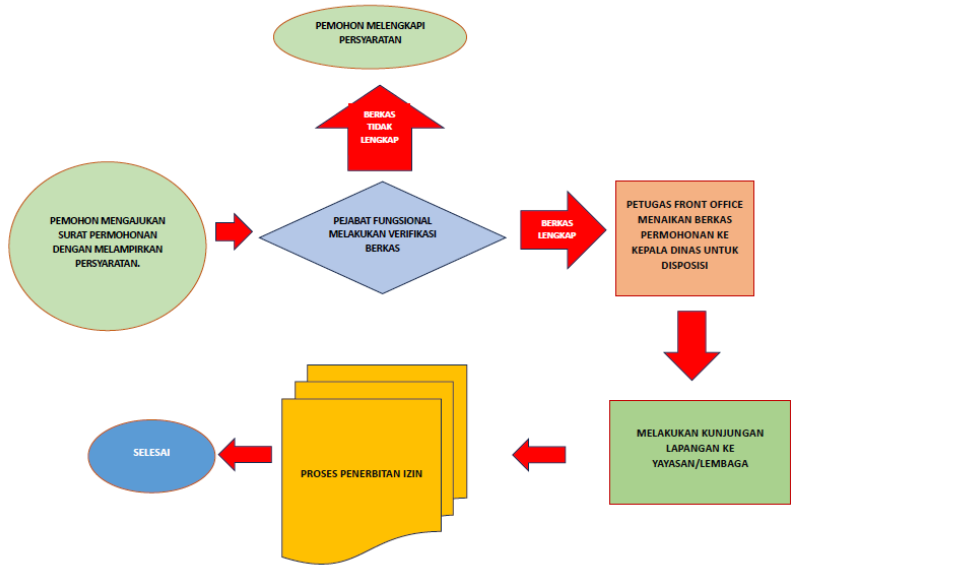 PEMOHON MELENGKAPI
PERSYARATAN
BERKAS
TIDAK
LENGKAP
PEMOHON MENGAJUKAN
SURAT PERMOHONAN
DENGAN MELAMPIRKAN
PERSYARATAN.
PEJABAT FUNGSIONAL
MELAKUKAN VERIFIKASI
BERKAS
BERKAS
LENGKAP
PETUGAS FRONT OFFICE
MENAIKAN BERKAS
PERMOHONAN KE
KEPALA DINAS UNTUK
DISPOSISI
MELAKUKAN KUNJUNGAN
LAPANGAN KE
YAYASAN/LEMBAGA
PROSES PENERBITAN IZIN
SELESAI